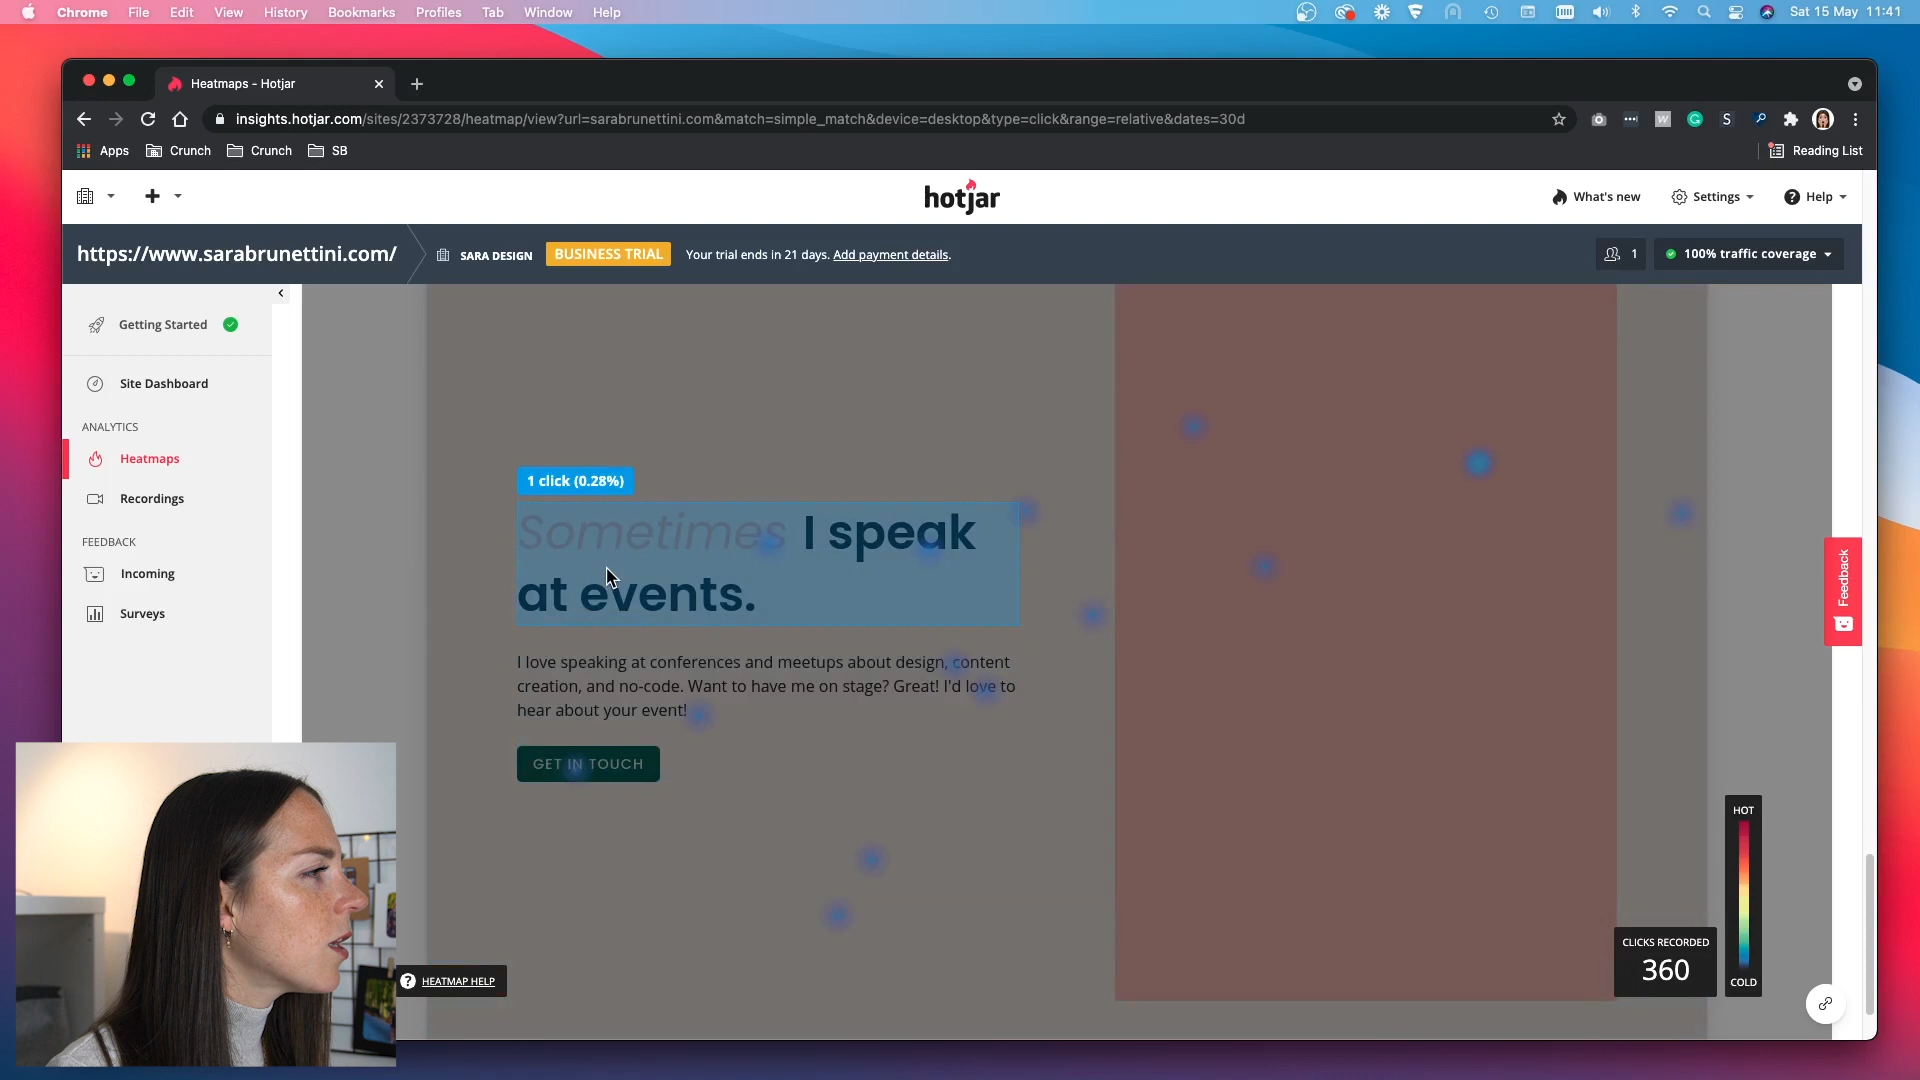 Chrome File Edit View History Bookmarks Profiles Tab Window Help
Sat 15 May 11:41
Heatmaps - Hotjar
insights.hotjar.com/sites/2373728/heatmap/view?url=sarabrunettini.com&match=simple_match&device=desktop&type=click&range=relative&dates=30d
Apps Crunch Crunch SB
Reading List
hotjar
What's new Settings Help
https://www.sarabrunettini.com/
SARA DESIGN BUSINESS TRIAL Your trial ends in 21 days. Add payment details.
1 100% traffic coverage
Getting Started
Site Dashboard
ANALYTICS
Heatmaps
Recordings
FEEDBACK
Incoming
Surveys
1 click (0.28%)
Sometimes I speak
at events.
I love speaking at conferences and meetups about design, content
creation, and no-code. Want to have me on stage? Great! I'd love to
hear about your event!
GET IN TOUCH
Feedback
HOT
COLD
CLICKS RECORDED
360
HEATMAP HELP